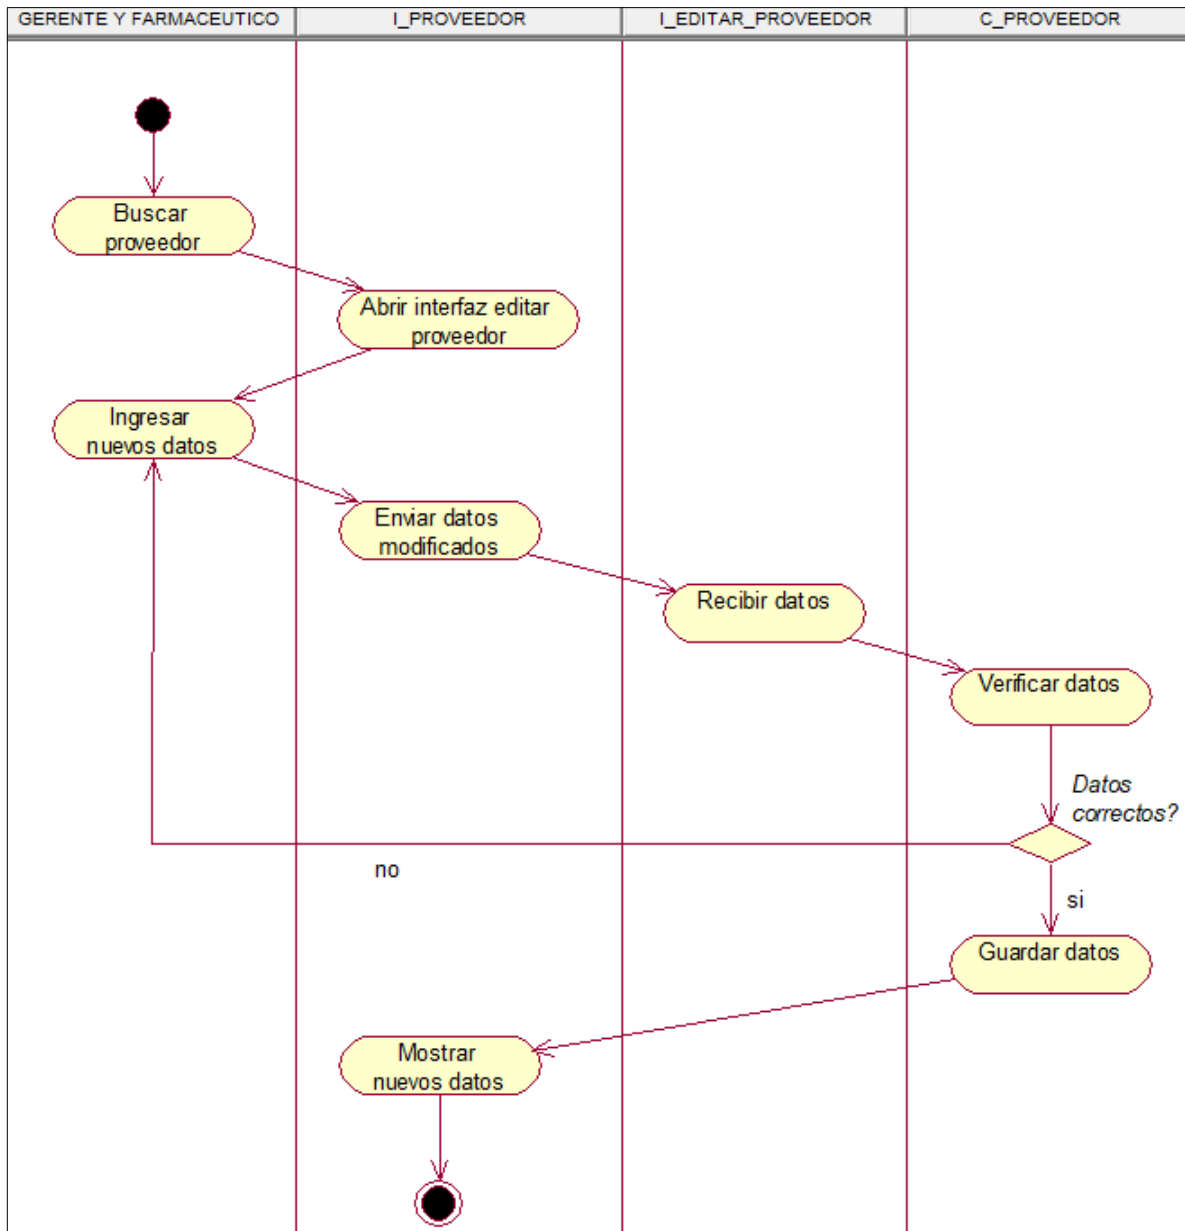 GERENTE Y FARMACEUTICO
I_PROVEEDOR
I_EDITAR_PROVEEDOR
C_PROVEEDOR
Buscar
proveedor
Abrir interfaz editar
proveedor
Ingresar
nuevos datos
Enviar datos
modificados
Recibir datos
Verificar datos
Datos
correctos?
no
si
Guardar datos
Mostrar
nuevos datos